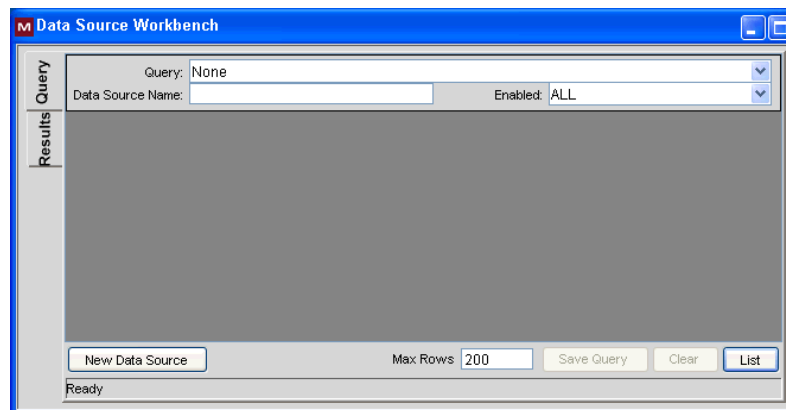 M Data Source Workbench
Query
Results
Query: None
Data Source Name: Enabled: ALL
New Data Source Max Rows 200 Save Query Clear List
Ready